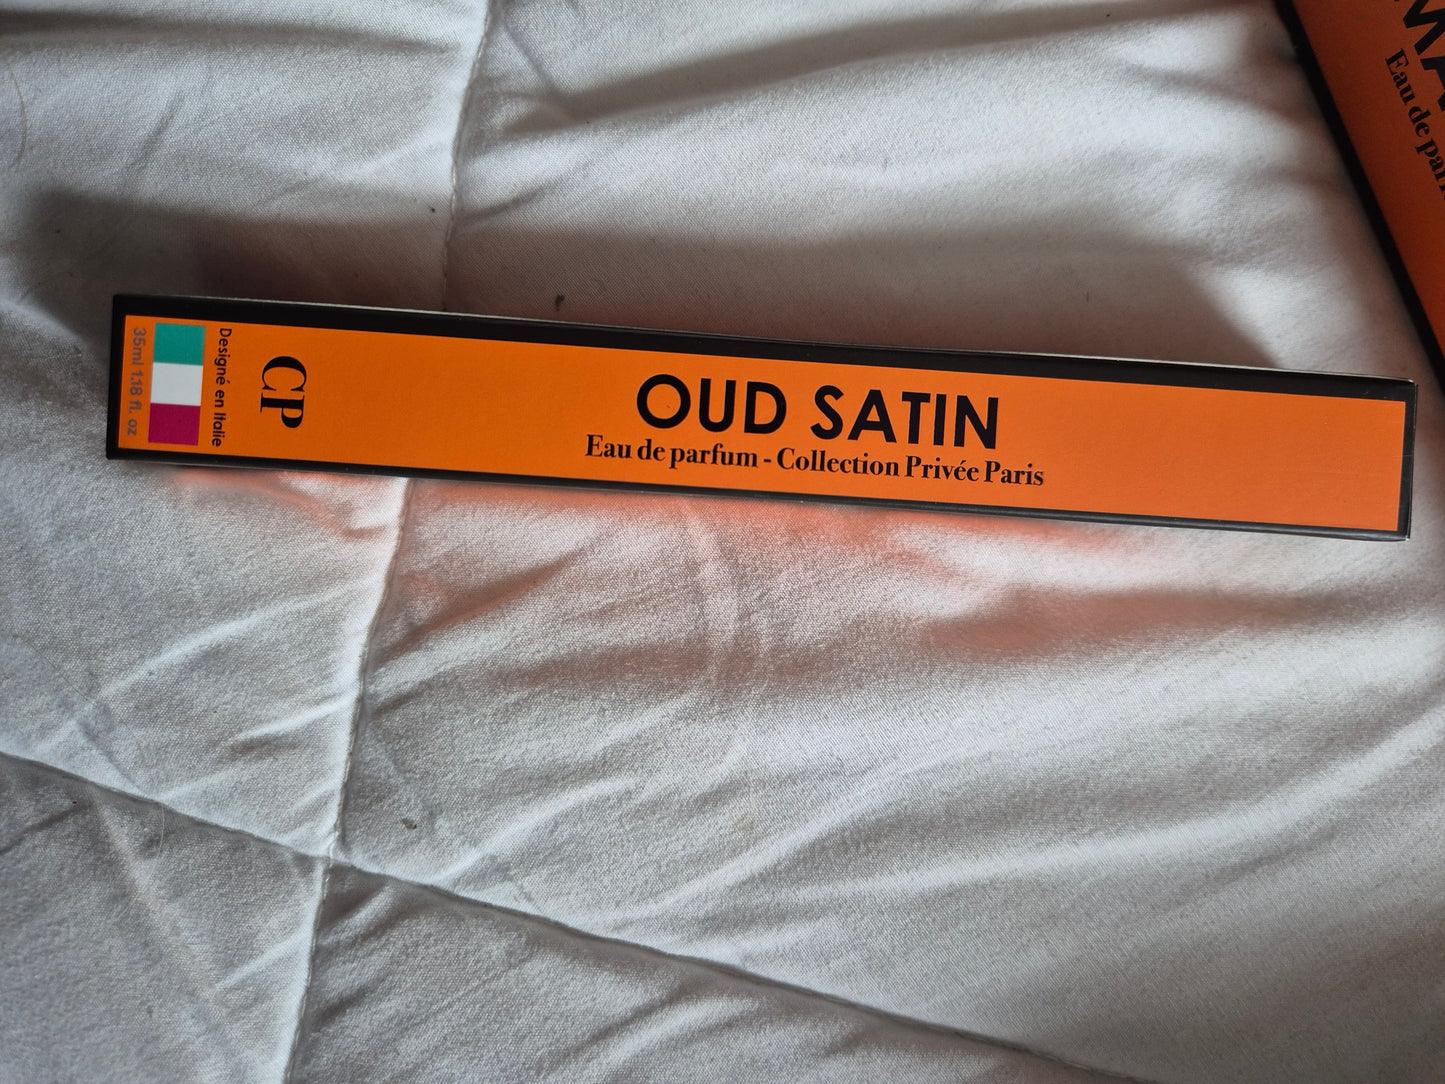 OUD SATIN
Eau de parfum - Collection Privée Paris
CP
Designé en Italie
35ml 1.18 fl. oz
Eau de